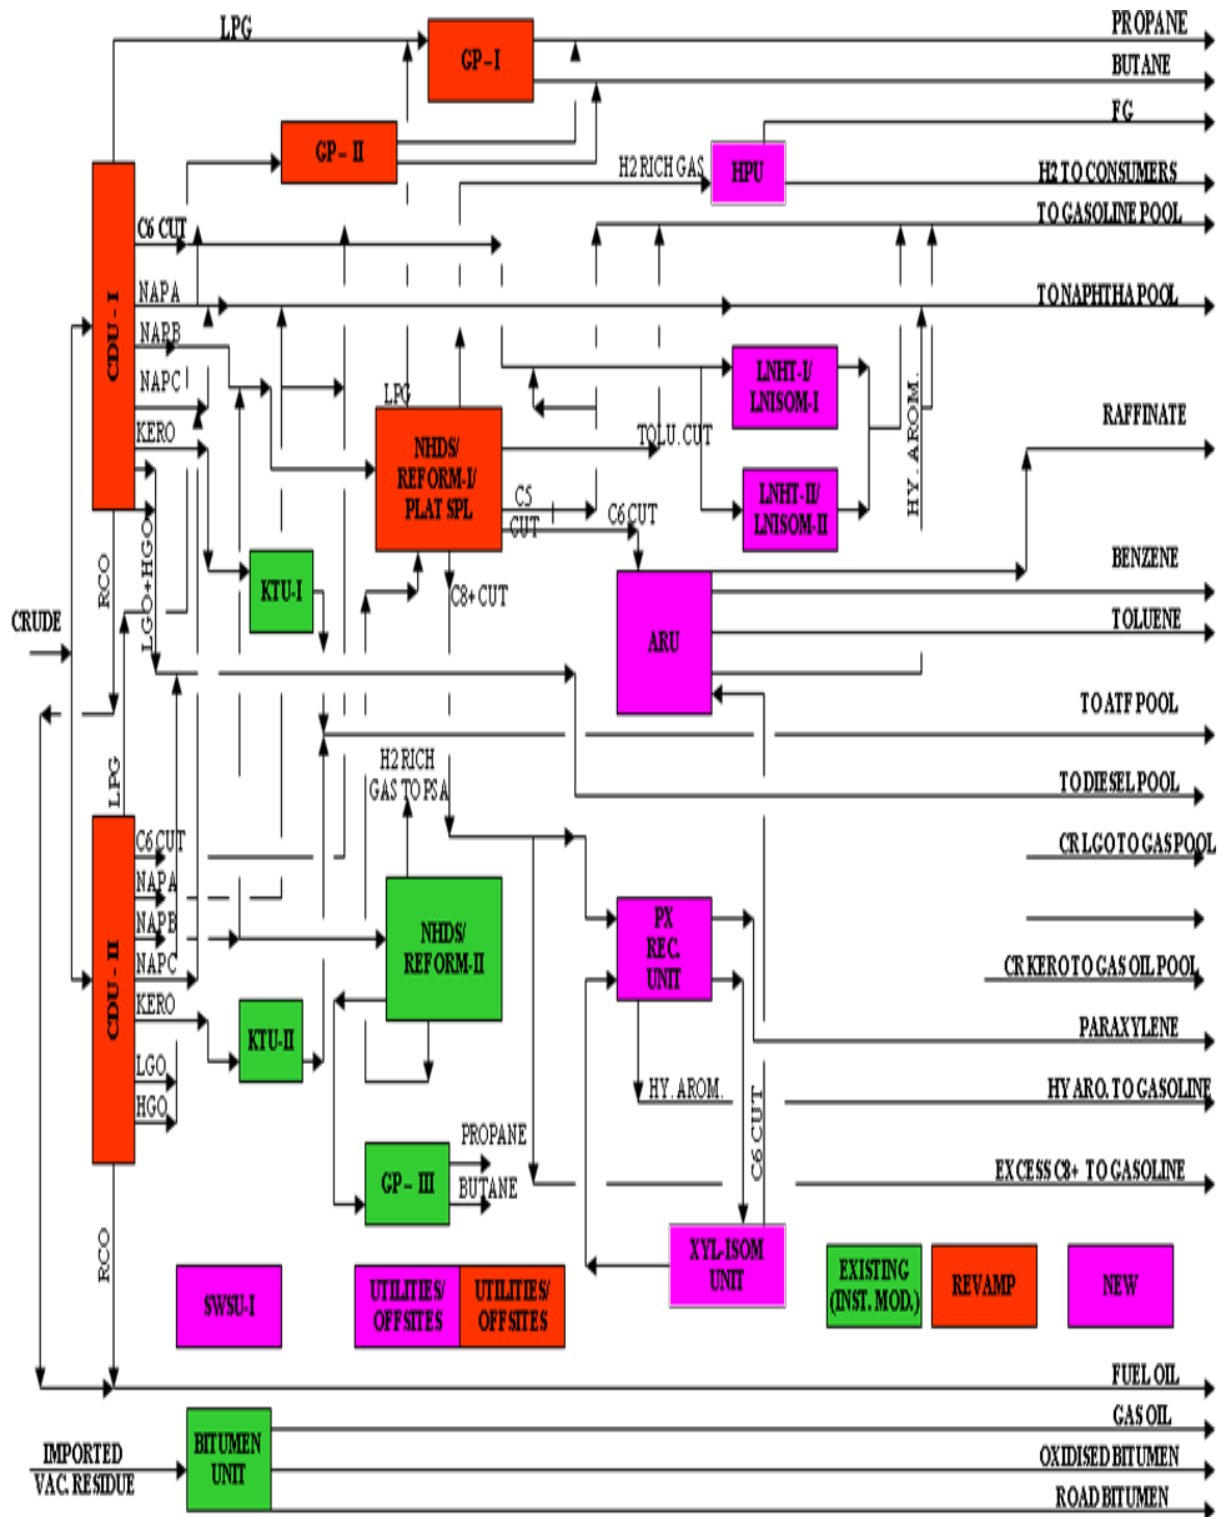 LPG
PROPANE
GP – I
BUTANE
FG
GP – II
H2 RICH GAS
HPU
H2 TO CONSUMERS
C6 CUT
TO GASOLINE POOL
CDU - I
NAPA
TO NAPHTHA POOL
NAPB
NAPC
LPG
LNHT-I/
LNISOM-I
HY. AROM.
RAFFINATE
KERO
NHDS/
REFORM-I/
PLAT SPL
TOLU. CUT
C5
CUT
C6 CUT
LNHT-II/
LNISOM-II
RCO
LGO+HGO
KTU-I
C8+ CUT
BENZENE
CRUDE
ARU
TOLUENE
TO ATF POOL
LPG
H2 RICH
GAS TO PSA
TO DIESEL POOL
C6 CUT
CR LGO TO GAS POOL
CDU - II
NAPA
NAPB
NAPC
NHDS/
REFORM-II
PX
REC.
UNIT
CR KERO TO GAS OIL POOL
KERO
KTU-II
PARAXYLENE
LGO
HGO
HY. AROM.
C6 CUT
HY ARO. TO GASOLINE
PROPANE
GP – III
BUTANE
EXCESS C8+ TO GASOLINE
RCO
XYL-ISOM
UNIT
SWSU-I
UTILITIES/
OFFSITES
UTILITIES/
OFFSITES
EXISTING
(INST. MOD.)
REVAMP
NEW
FUEL OIL
GAS OIL
BITUMEN
UNIT
IMPORTED
VAC. RESIDUE
OXIDISED BITUMEN
ROAD BITUMEN